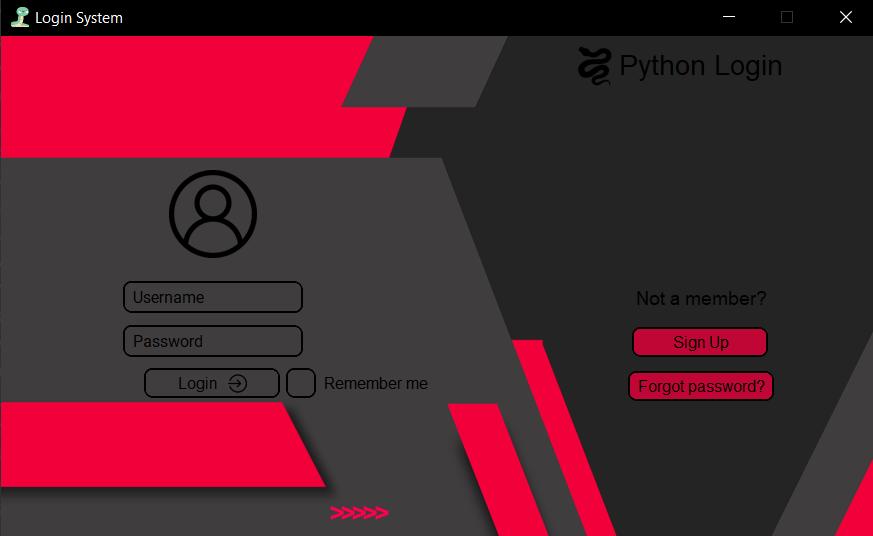 Login System
Python Login
Username
Password
Login
Remember me
>>>>>
Not a member?
Sign Up
Forgot password?